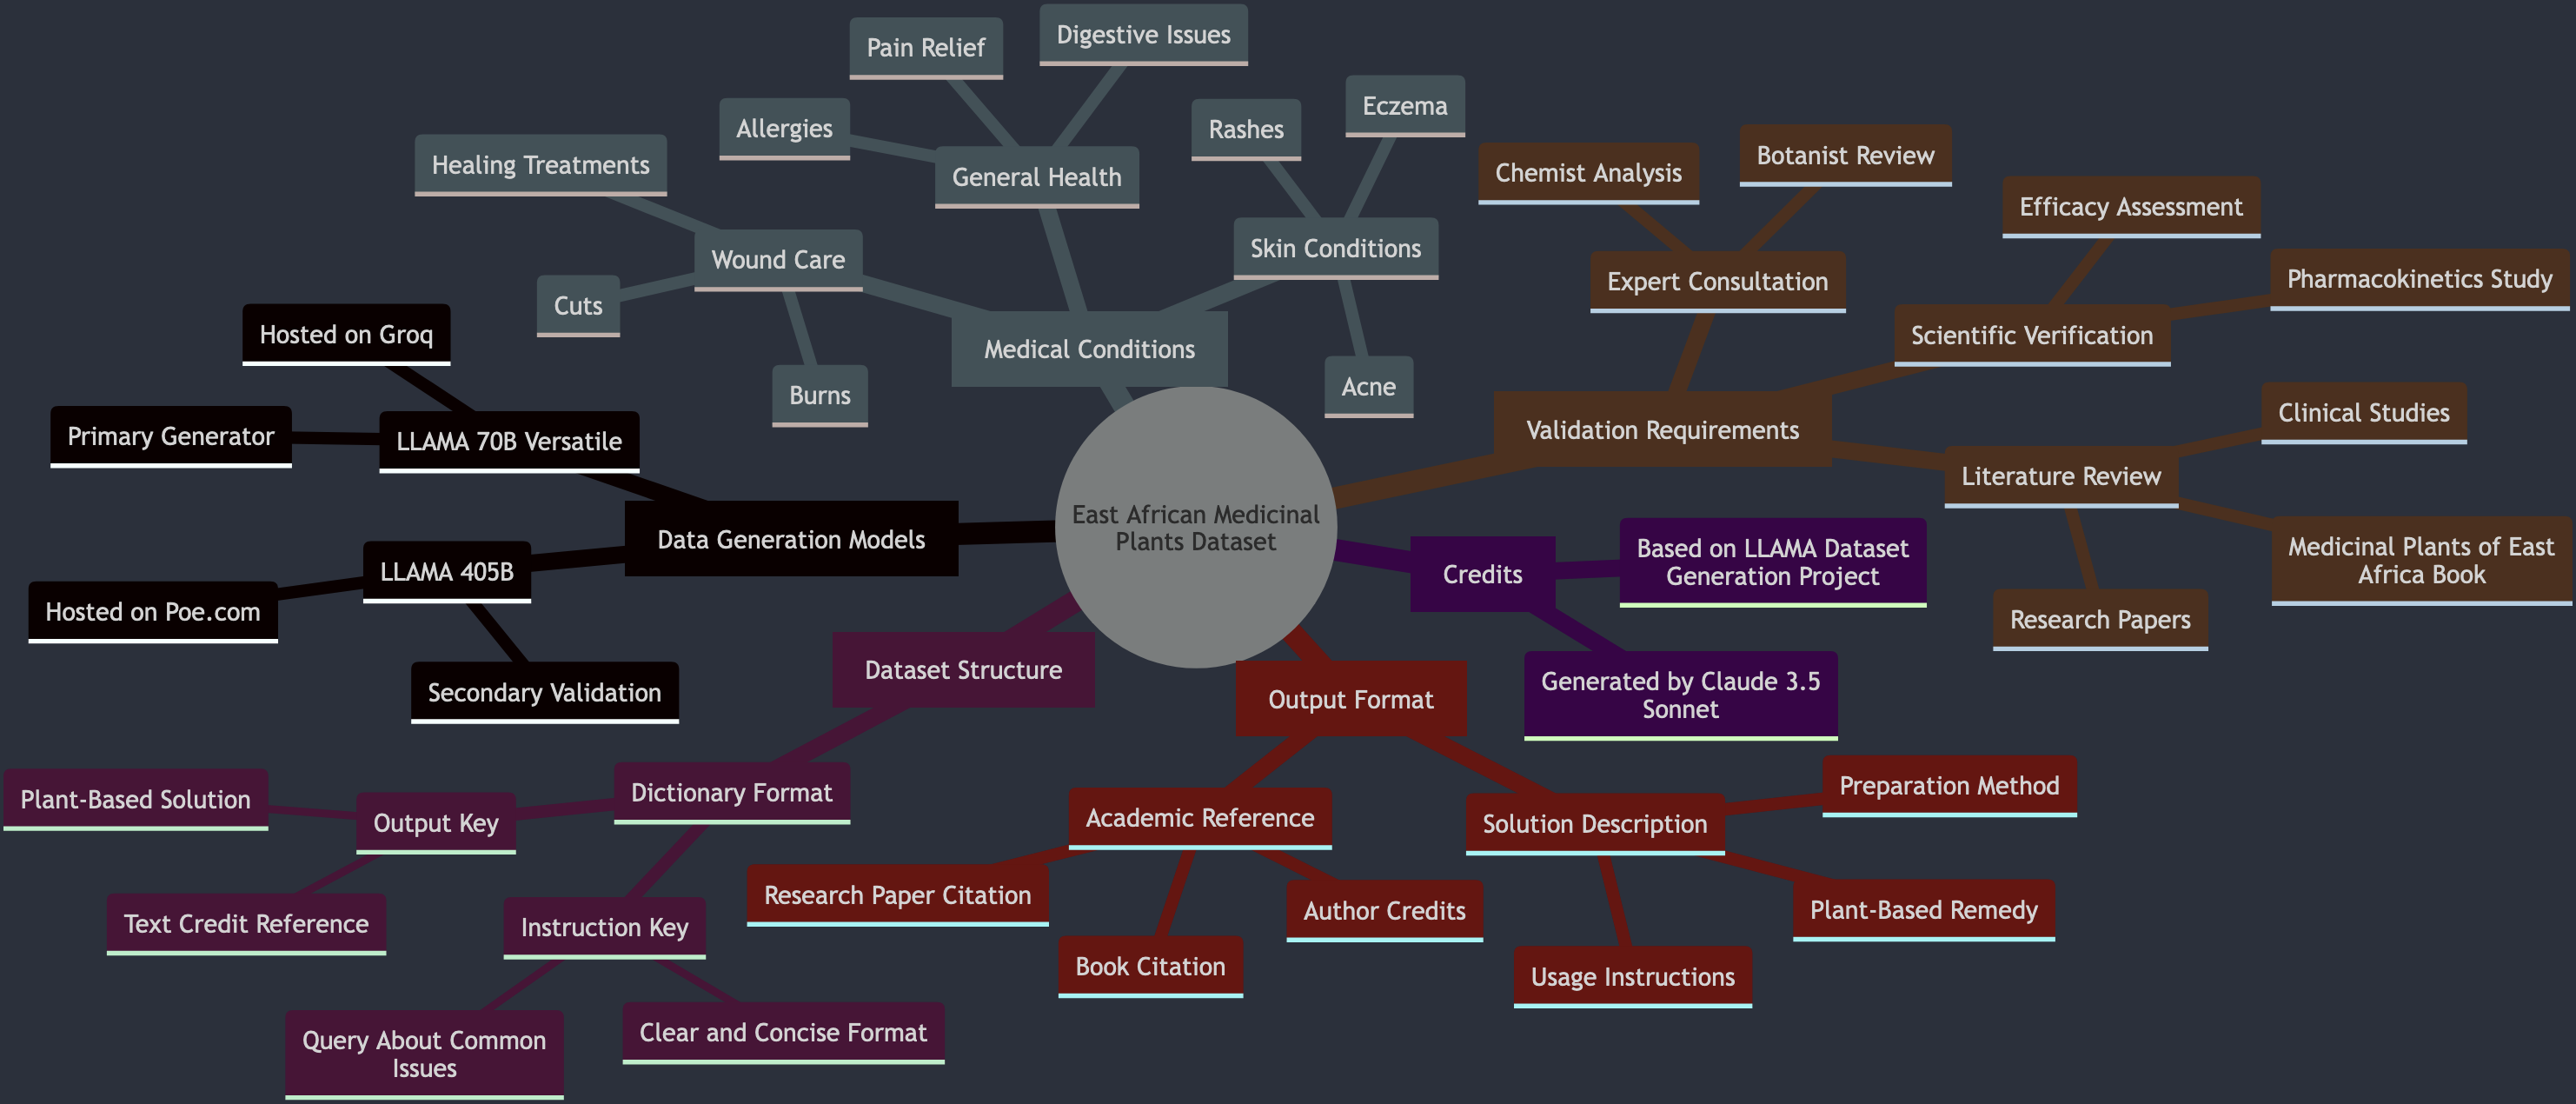 Digestive Issues
Pain Relief
Eczema
Allergies
Rashes
Healing Treatments
General Health
Botanist Review
Chemist Analysis
Efficacy Assessment
Wound Care
Skin Conditions
Expert Consultation
Pharmacokinetics Study
Cuts
Hosted on Groq
Medical Conditions
Scientific Verification
Burns
Acne
Clinical Studies
Primary Generator
LLAMA 70B Versatile
Validation Requirements
Literature Review
East African Medicinal
Plants Dataset
Data Generation Models
Medicinal Plants of East
Africa Book
LLAMA 405B
Credits
Based on LLAMA Dataset
Generation Project
Hosted on Poe.com
Research Papers
Secondary Validation
Dataset Structure
Output Format
Generated by Claude 3.5
Sonnet
Plant-Based Solution
Output Key
Dictionary Format
Academic Reference
Solution Description
Preparation Method
Text Credit Reference
Instruction Key
Research Paper Citation
Author Credits
Plant-Based Remedy
Book Citation
Usage Instructions
Query About Common
Issues
Clear and Concise Format